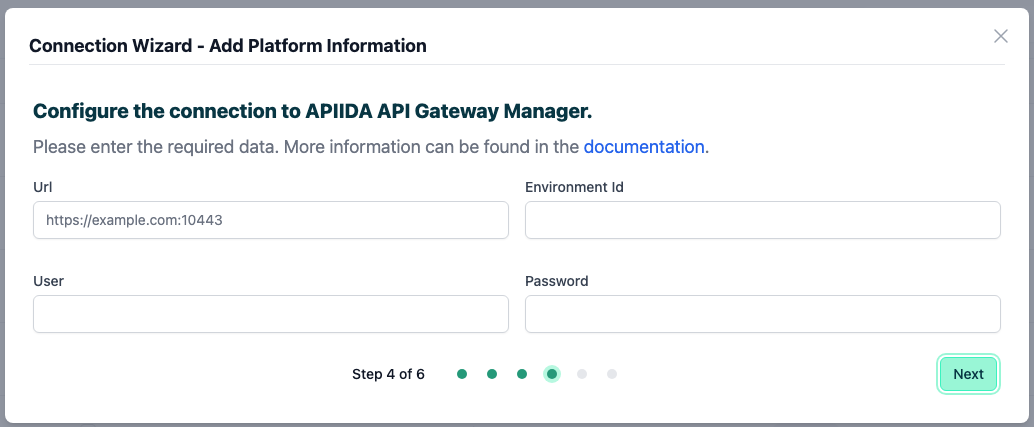 Connection Wizard - Add Platform Information
Configure the connection to APIIDA API Gateway Manager.
Please enter the required data. More information can be found in the documentation.
Url
Environment Id
https://example.com:10443
User
Password
Step 4 of 6
Next